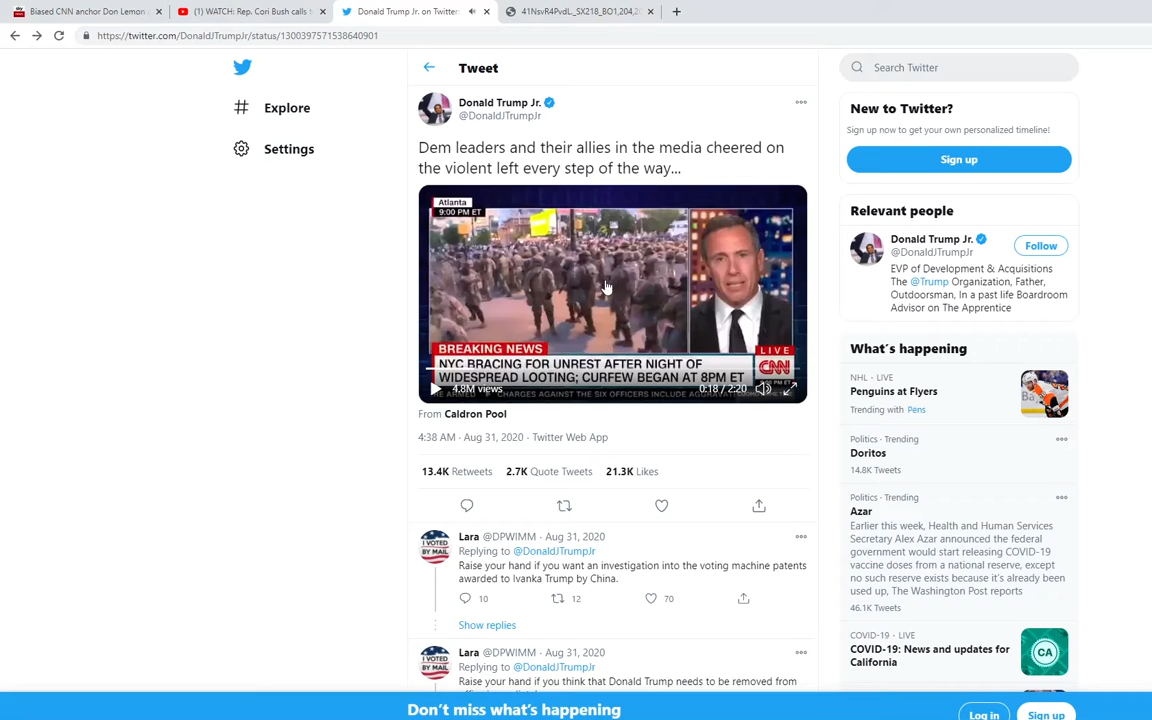 Biased CNN anchor Don Lemon
(1) WATCH: Rep. Cori Bush calls t
Donald Trump Jr. on Twitter:
41NsvR4PvdL._SX218_BO1,204,2
https://twitter.com/DonaldJTrumpJr/status/1300397571538640901
Explore
Settings
Tweet
Donald Trump Jr.
@DonaldJTrumpJr
Dem leaders and their allies in the media cheered on
the violent left every step of the way...
Atlanta
9:00 PM ET
BREAKING NEWS
LIVE
NYC BRACING FOR UNREST AFTER NIGHT OF
WIDESPREAD LOOTING; CURFEW BEGAN AT 8PM ET
CNN
4.8M views
0:18 / 2:20
CHARGES AGAINST THE SIX OFFICERS INCLUDE
From Caldron Pool
4:38 AM · Aug 31, 2020 · Twitter Web App
13.4K Retweets 2.7K Quote Tweets 21.3K Likes
Lara @DPWIMM · Aug 31, 2020
Replying to @DonaldJTrumpJr
Raise your hand if you want an investigation into the voting machine patents
awarded to Ivanka Trump by China.
10 12 70
Show replies
Lara @DPWIMM · Aug 31, 2020
Replying to @DonaldJTrumpJr
Raise your hand if you think that Donald Trump needs to be removed from
I VOTED
BY MAIL
I VOTED
BY MAIL
Search Twitter
New to Twitter?
Sign up now to get your own personalized timeline!
Sign up
Relevant people
Donald Trump Jr.
@DonaldJTrumpJr
Follow
EVP of Development & Acquisitions
The @Trump Organization, Father,
Outdoorsman, In a past life Boardroom
Advisor on The Apprentice
What's happening
NHL · LIVE
Penguins at Flyers
Trending with Pens
Politics · Trending
Doritos
14.8K Tweets
Politics · Trending
Azar
Earlier this week, Health and Human Services
Secretary Alex Azar announced the federal
government would start releasing COVID-19
vaccine doses from a national reserve, except
no such reserve exists because it's already been
used up, The Washington Post reports
46.1K Tweets
COVID-19 · LIVE
COVID-19: News and updates for
California
CA
Don't miss what's happening
Log in
Sign up